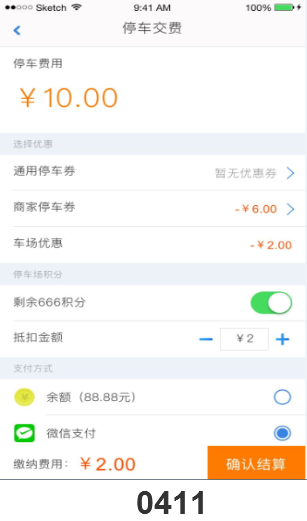 Sketch 9:41 AM 100%
停车交费
停车费用
￥10.00
选择优惠
通用停车券 暂无优惠券
商家停车券 -￥6.00
车场优惠 -￥2.00
停车场积分
剩余666积分
抵扣金额 ￥2
支付方式
￥ 余额（88.88元）
微信支付
缴纳费用：￥2.00 确认结算
0411